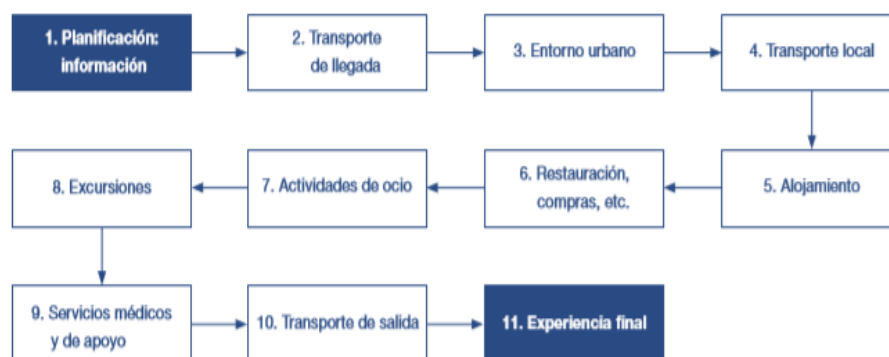 1. Planificación:
información
2. Transporte
de llegada
3. Entorno urbano
4. Transporte local
5. Alojamiento
6. Restauración,
compras, etc.
7. Actividades de ocio
8. Excursiones
9. Servicios médicos
y de apoyo
10. Transporte de salida
11. Experiencia final